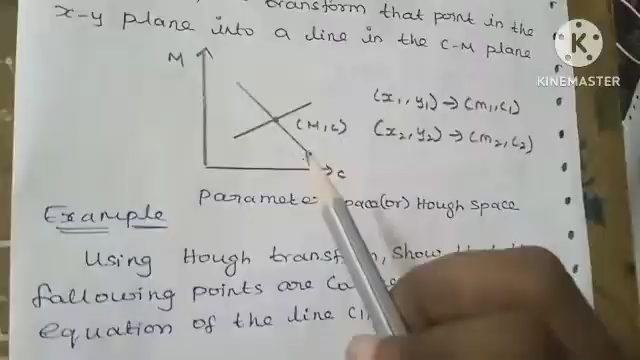 transform that point in the
x-y plane into a line in the C-M plane
K
KINEMASTER
M
(x1, y1) → (m1, c1)
(M, C)
(x2, y2) → (m2, c2)
→ c
Space(or) Hough Space
Example
Using Hough transform, show
following points are
equation of the line